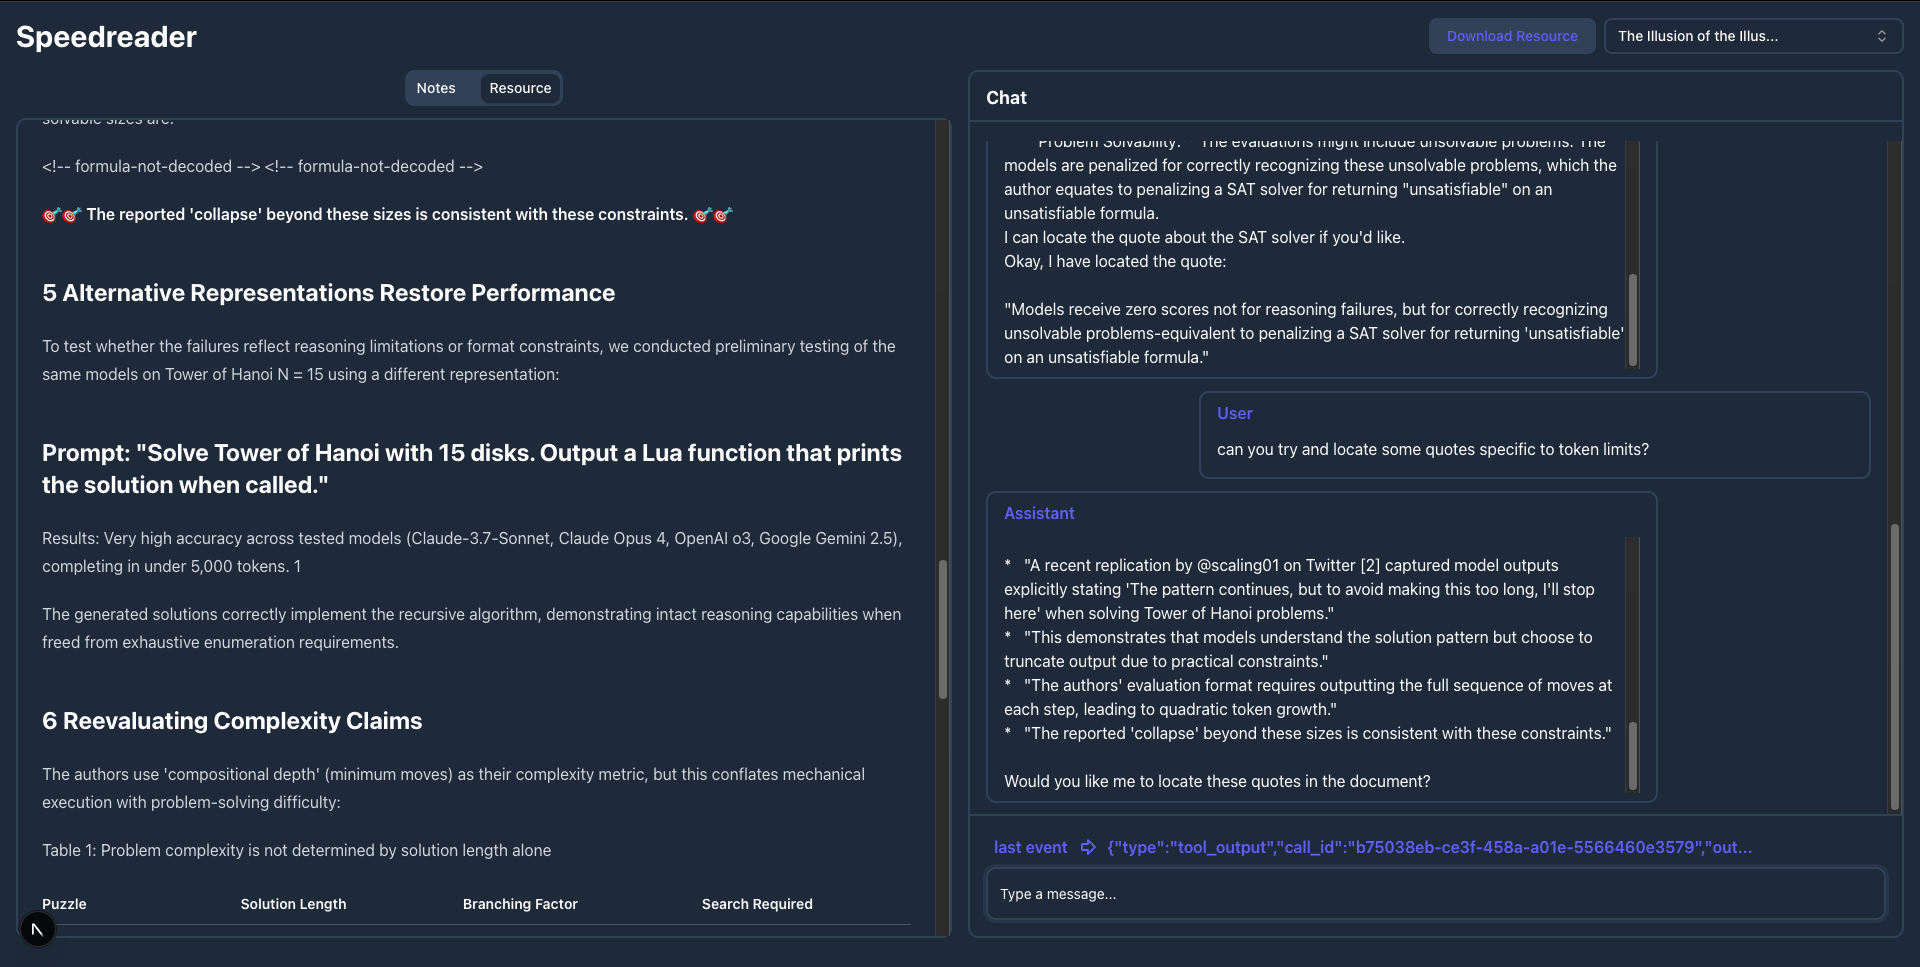 Speedreader
Download Resource
The Illusion of the Illus...
Notes
Resource
solvable sizes are:
<!-- formula-not-decoded --> <!-- formula-not-decoded -->
🎯🎯 The reported 'collapse' beyond these sizes is consistent with these constraints. 🎯🎯
5 Alternative Representations Restore Performance
To test whether the failures reflect reasoning limitations or format constraints, we conducted preliminary testing of the
same models on Tower of Hanoi N = 15 using a different representation:
Prompt: "Solve Tower of Hanoi with 15 disks. Output a Lua function that prints
the solution when called."
Results: Very high accuracy across tested models (Claude-3.7-Sonnet, Claude Opus 4, OpenAI o3, Google Gemini 2.5),
completing in under 5,000 tokens. 1
The generated solutions correctly implement the recursive algorithm, demonstrating intact reasoning capabilities when
freed from exhaustive enumeration requirements.
6 Reevaluating Complexity Claims
The authors use 'compositional depth' (minimum moves) as their complexity metric, but this conflates mechanical
execution with problem-solving difficulty:
Table 1: Problem complexity is not determined by solution length alone
Puzzle Solution Length Branching Factor Search Required
Chat
Problem Solvability: The evaluations might include unsolvable problems. The
models are penalized for correctly recognizing these unsolvable problems, which the
author equates to penalizing a SAT solver for returning "unsatisfiable" on an
unsatisfiable formula.
I can locate the quote about the SAT solver if you'd like.
Okay, I have located the quote:
"Models receive zero scores not for reasoning failures, but for correctly recognizing
unsolvable problems-equivalent to penalizing a SAT solver for returning 'unsatisfiable'
on an unsatisfiable formula."
User
can you try and locate some quotes specific to token limits?
Assistant
* "A recent replication by @scaling01 on Twitter [2] captured model outputs
explicitly stating 'The pattern continues, but to avoid making this too long, I'll stop
here' when solving Tower of Hanoi problems."
* "This demonstrates that models understand the solution pattern but choose to
truncate output due to practical constraints."
* "The authors' evaluation format requires outputting the full sequence of moves at
each step, leading to quadratic token growth."
* "The reported 'collapse' beyond these sizes is consistent with these constraints."
Would you like me to locate these quotes in the document?
last event ➩ {"type":"tool_output","call_id":"b75038eb-ce3f-458a-a01e-5566460e3579","out...
Type a message...